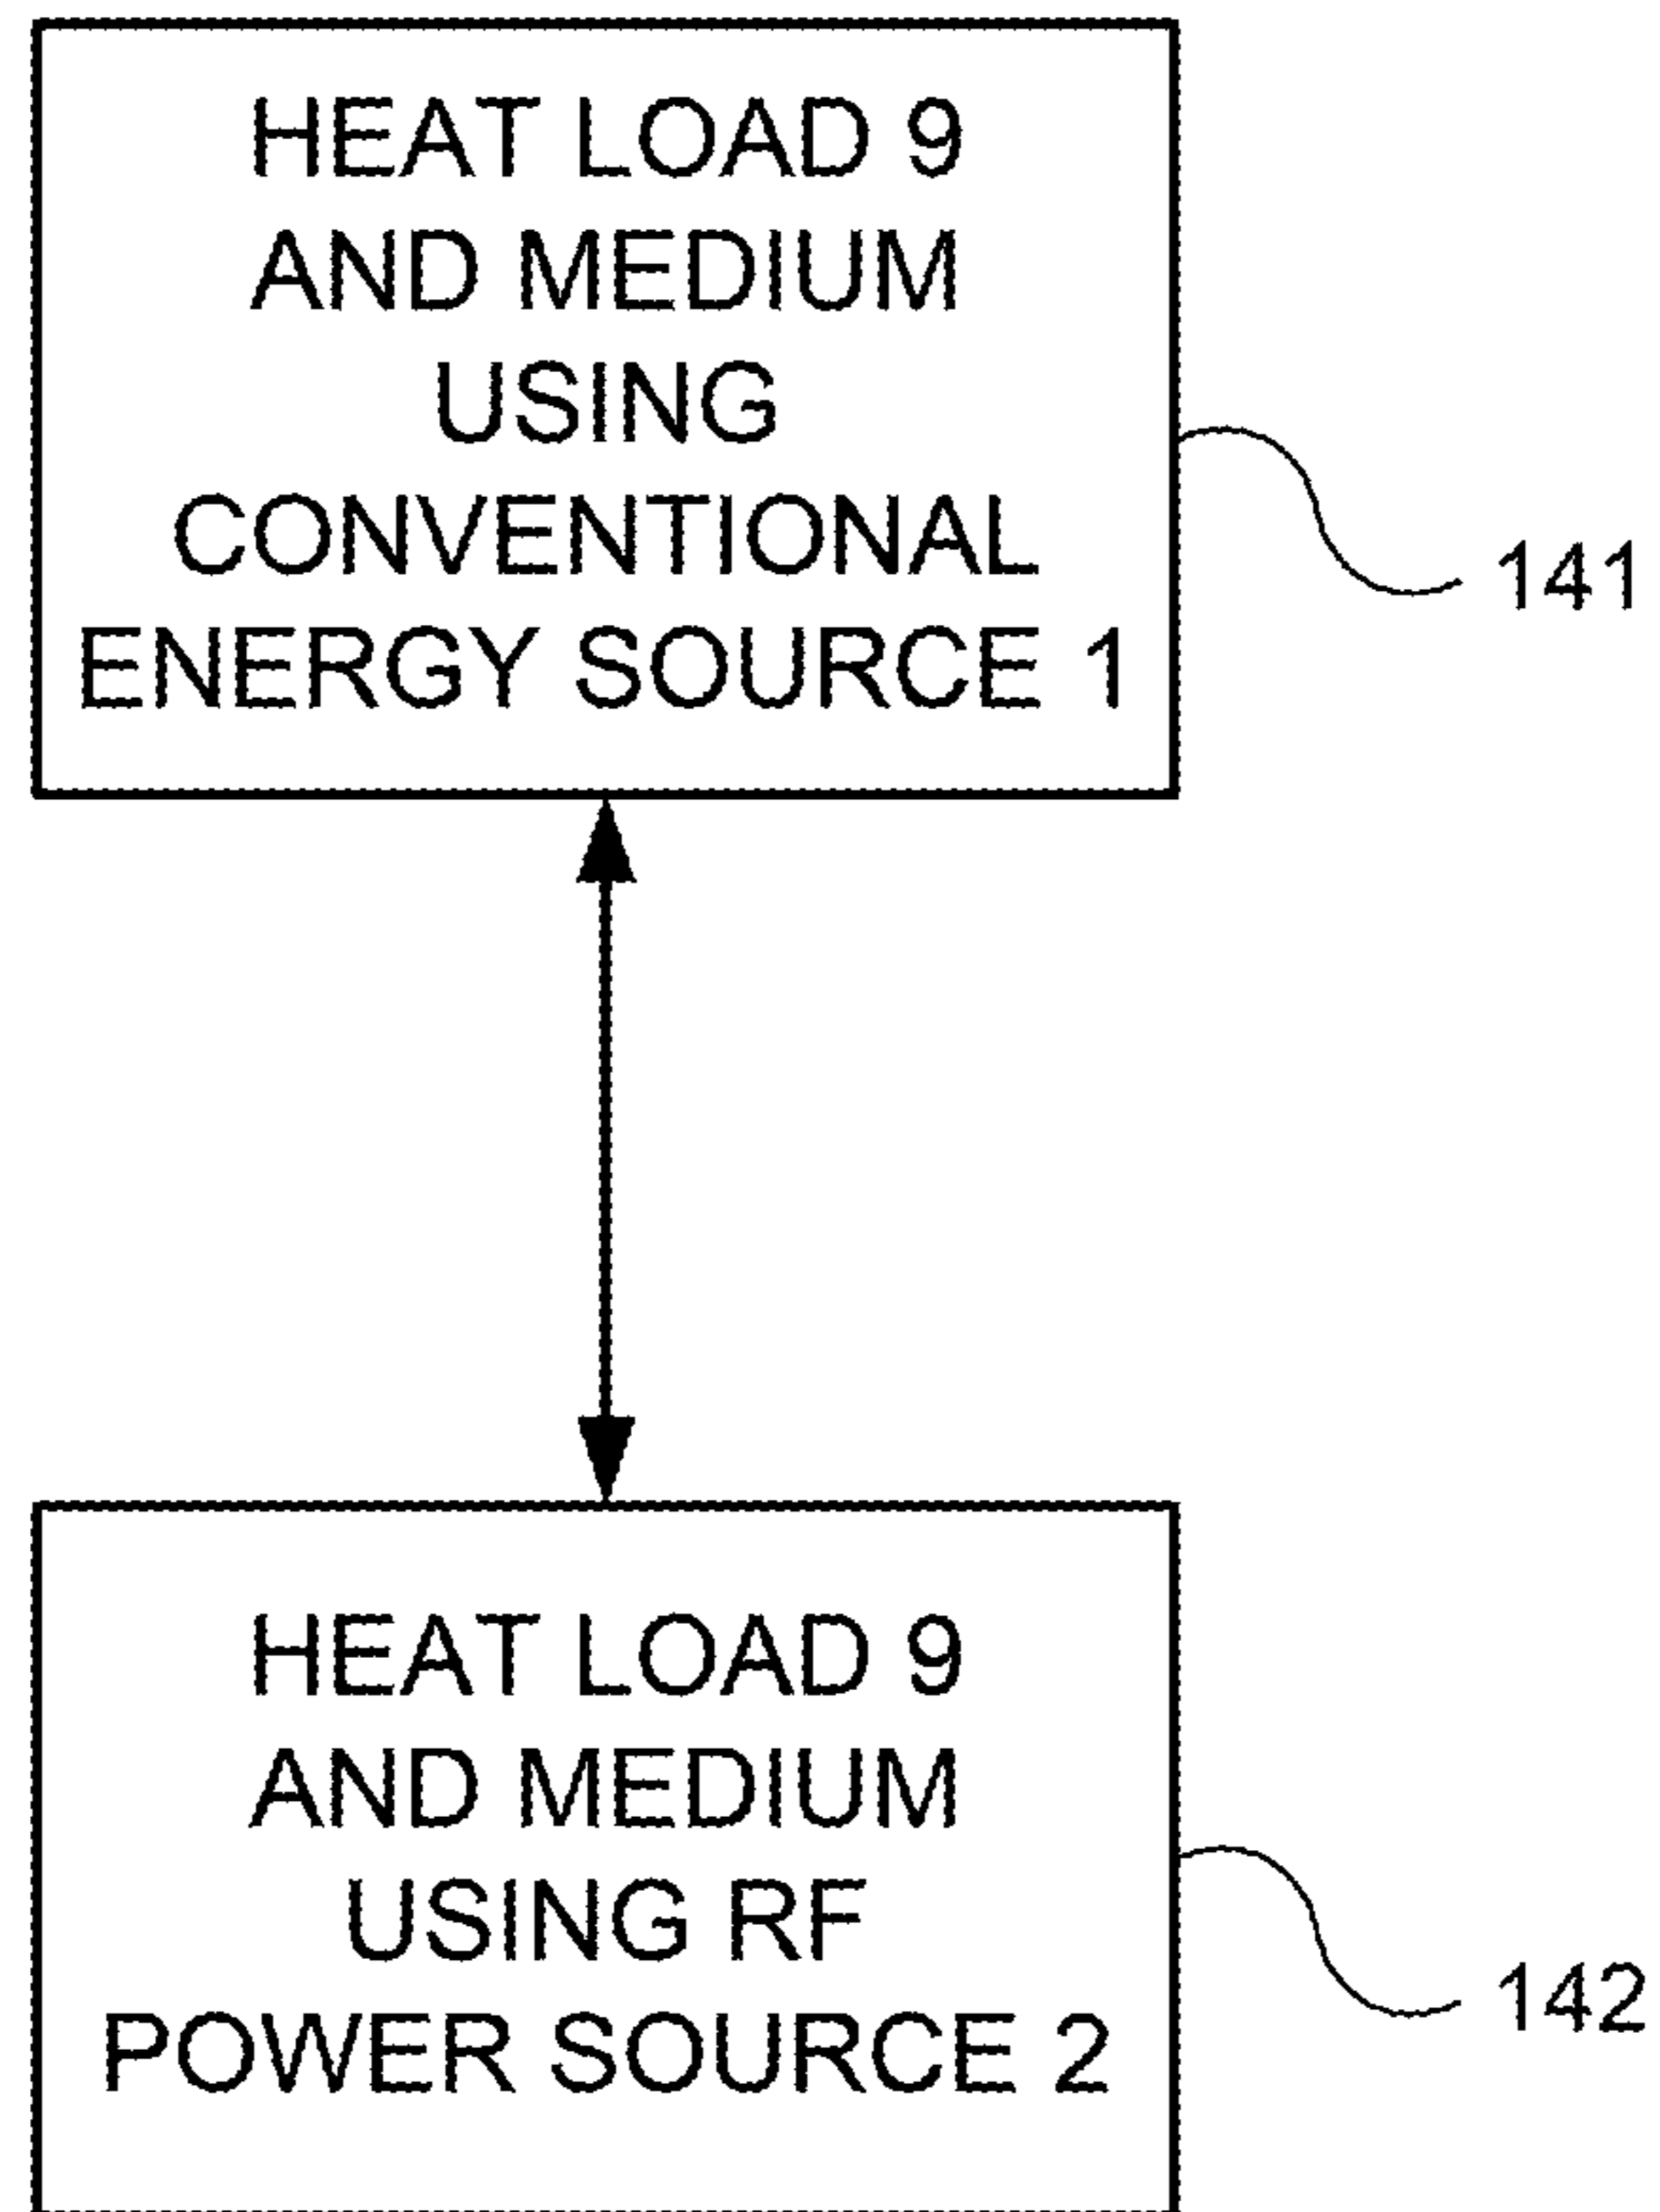 HEAT LOAD 9
AND MEDIUM
USING
CONVENTIONAL
ENERGY SOURCE 1
141
HEAT LOAD 9
AND MEDIUM
USING RF
POWER SOURCE 2
142